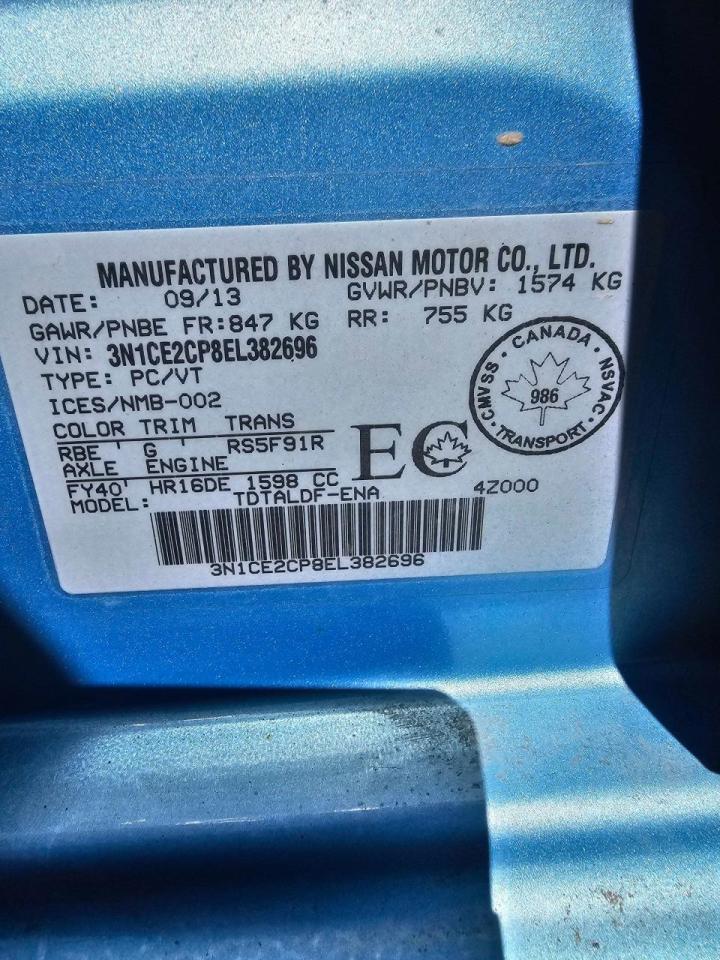 MANUFACTURED BY NISSAN MOTOR CO., LTD.
DATE: 09/13 GVWR/PNBV: 1574 KG
GAWR/PNBE FR:847 KG RR: 755 KG
VIN: 3N1CE2CP8EL382696
TYPE: PC/VT
ICES/NMB-002
COLOR TRIM TRANS
RBE ' G ' RS5F91R
AXLE ENGINE
FY40' HR16DE 1598 CC
MODEL: TDTALDF-ENA 4Z000
EC
CMVSS · CANADA · NSVAC · TRANSPORT ·
986
3N1CE2CP8EL382696